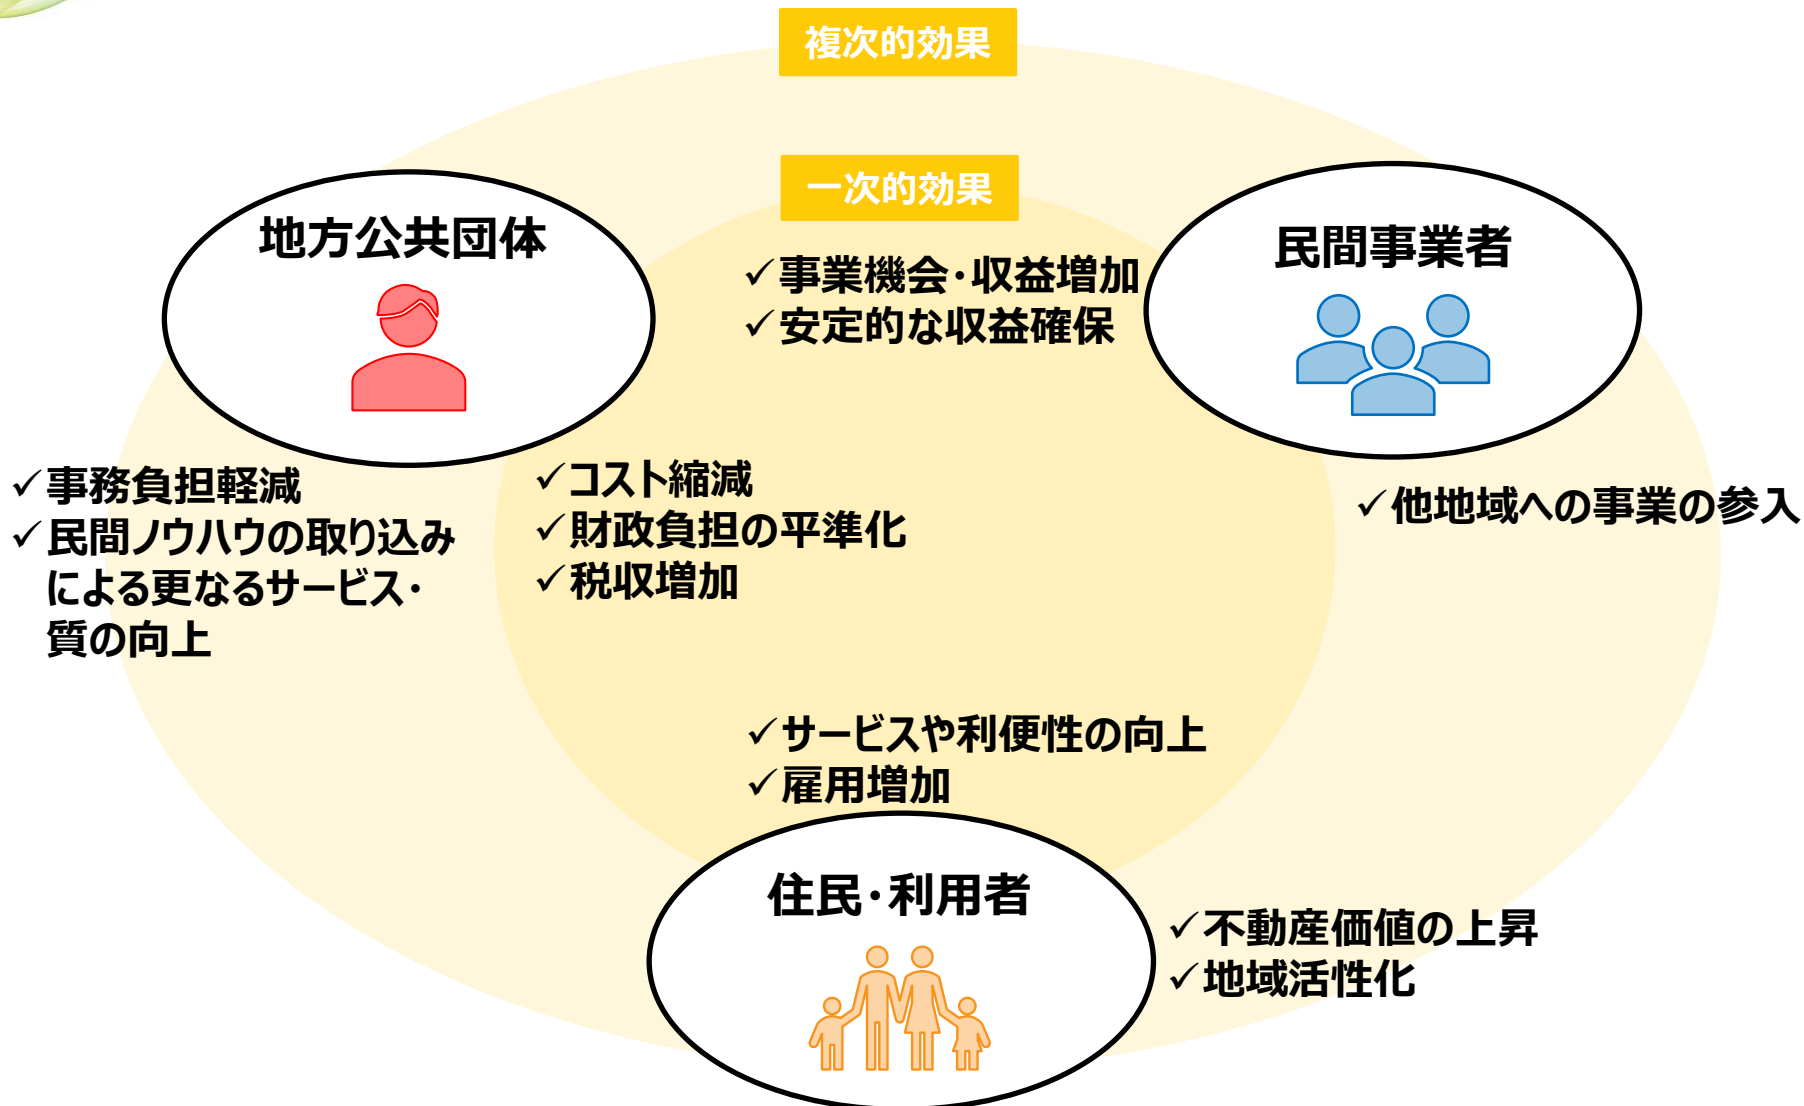 複次的効果
一次的効果
地方公共団体
民間事業者
✓事業機会・収益増加
✓安定的な収益確保
✓事務負担軽減
✓民間ノウハウの取り込み
による更なるサービス・
質の向上
✓コスト縮減
✓財政負担の平準化
✓税収増加
✓他地域への事業の参入
✓サービスや利便性の向上
✓雇用増加
住民・利用者
✓不動産価値の上昇
✓地域活性化